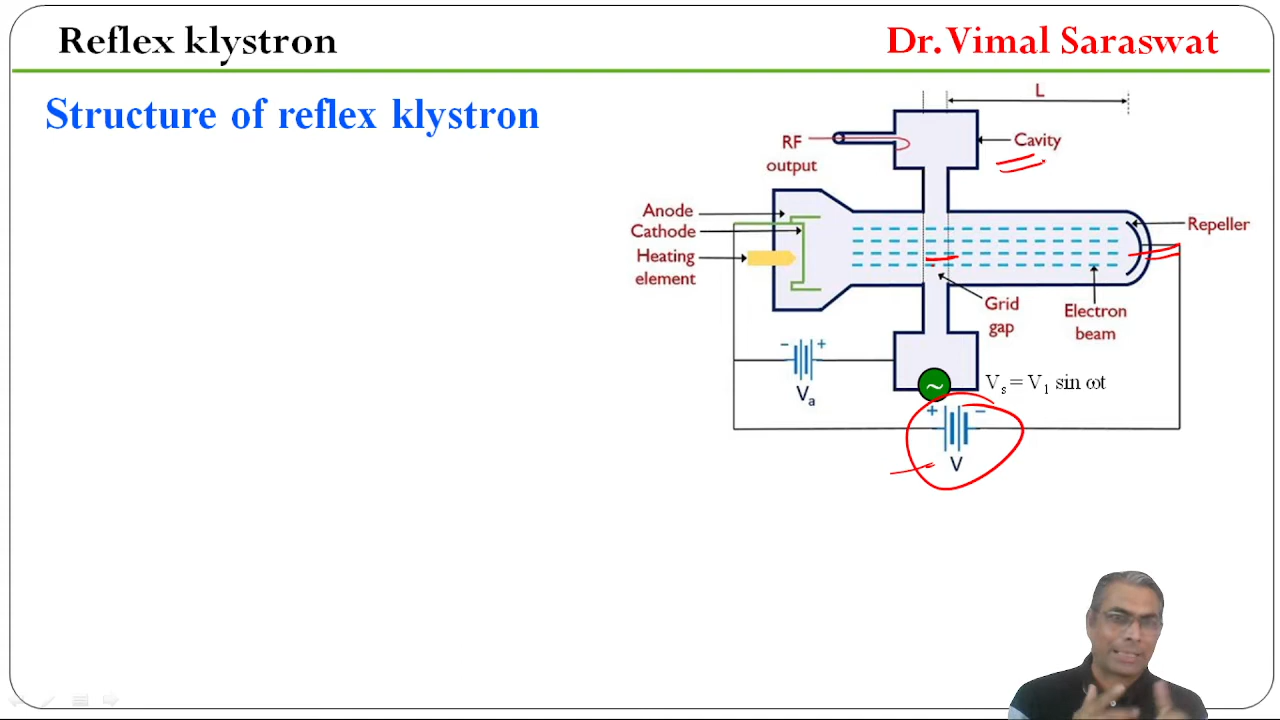 Reflex klystron
Dr. Vimal Saraswat
Structure of reflex klystron
L
RF
output
Cavity
Anode
Cathode
Heating
element
Repeller
Grid
gap
Electron
beam
− +
Va
~
Vs = V1 sin ωt
+ −
V